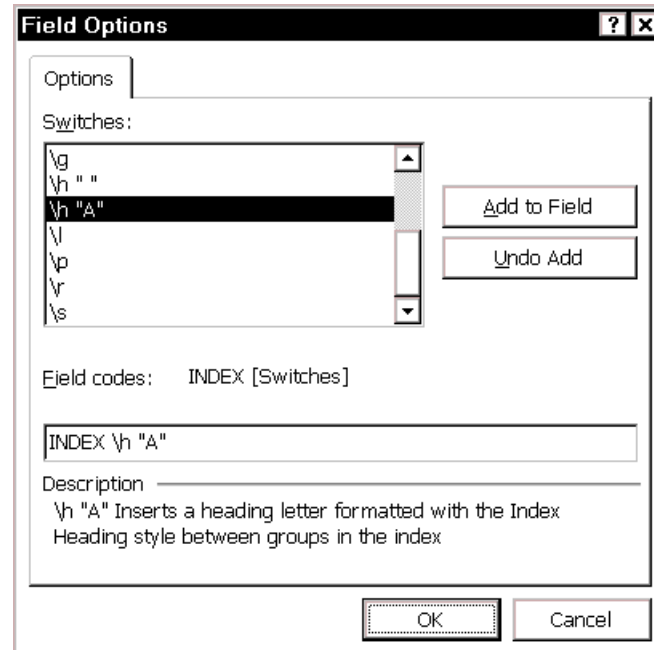 Field Options
Options
Switches:
\g
\h " "
\h "A"
\l
\p
\r
\s
Add to Field
Undo Add
Field codes: INDEX [Switches]
INDEX \h "A"
Description
\h "A" Inserts a heading letter formatted with the Index
Heading style between groups in the index
OK Cancel